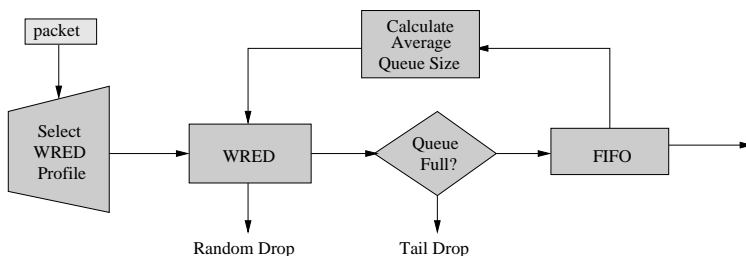 packet
Calculate
Average
Queue Size
Select
WRED
Profile
WRED
Queue
Full?
FIFO
Random Drop
Tail Drop